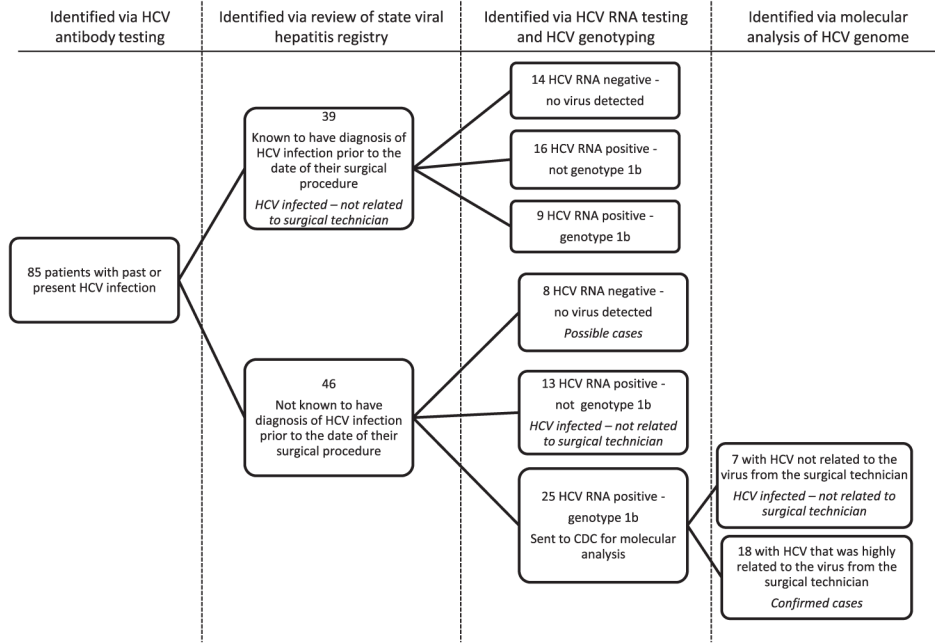 Identified via HCV
antibody testing
Identified via review of state viral
hepatitis registry
Identified via HCV RNA testing
and HCV genotyping
Identified via molecular
analysis of HCV genome
85 patients with past or
present HCV infection
39
Known to have diagnosis of
HCV infection prior to the
date of their surgical
procedure
HCV infected – not related
to surgical technician
46
Not known to have
diagnosis of HCV infection
prior to the date of their
surgical procedure
14 HCV RNA negative -
no virus detected
16 HCV RNA positive -
not genotype 1b
9 HCV RNA positive -
genotype 1b
8 HCV RNA negative -
no virus detected
Possible cases
13 HCV RNA positive -
not genotype 1b
HCV infected – not related
to surgical technician
25 HCV RNA positive -
genotype 1b
Sent to CDC for molecular
analysis
7 with HCV not related to the
virus from the surgical technician
HCV infected – not related to
surgical technician
18 with HCV that was highly
related to the virus from the
surgical technician
Confirmed cases